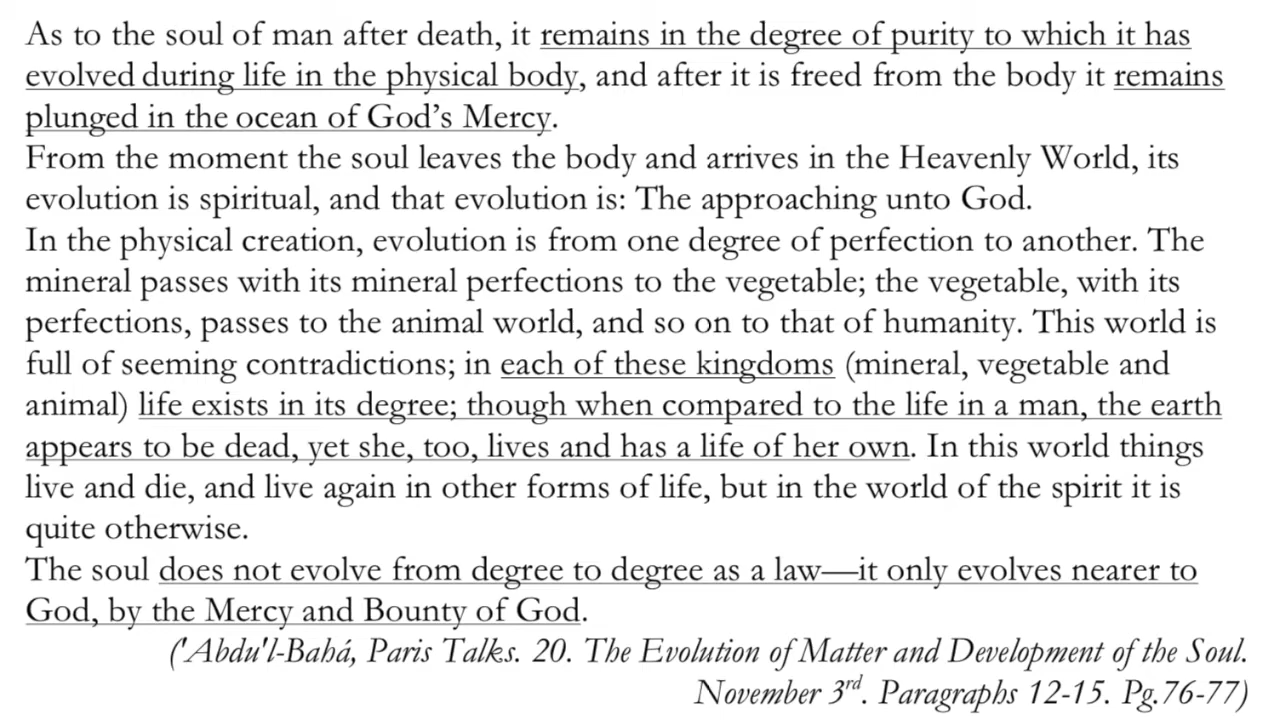 As to the soul of man after death, it remains in the degree of purity to which it has
evolved during life in the physical body, and after it is freed from the body it remains
plunged in the ocean of God’s Mercy.
From the moment the soul leaves the body and arrives in the Heavenly World, its
evolution is spiritual, and that evolution is: The approaching unto God.
In the physical creation, evolution is from one degree of perfection to another. The
mineral passes with its mineral perfections to the vegetable; the vegetable, with its
perfections, passes to the animal world, and so on to that of humanity. This world is
full of seeming contradictions; in each of these kingdoms (mineral, vegetable and
animal) life exists in its degree; though when compared to the life in a man, the earth
appears to be dead, yet she, too, lives and has a life of her own. In this world things
live and die, and live again in other forms of life, but in the world of the spirit it is
quite otherwise.
The soul does not evolve from degree to degree as a law—it only evolves nearer to
God, by the Mercy and Bounty of God.
('Abdu'l-Bahá, Paris Talks. 20. The Evolution of Matter and Development of the Soul.
November 3rd. Paragraphs 12-15. Pg.76-77)